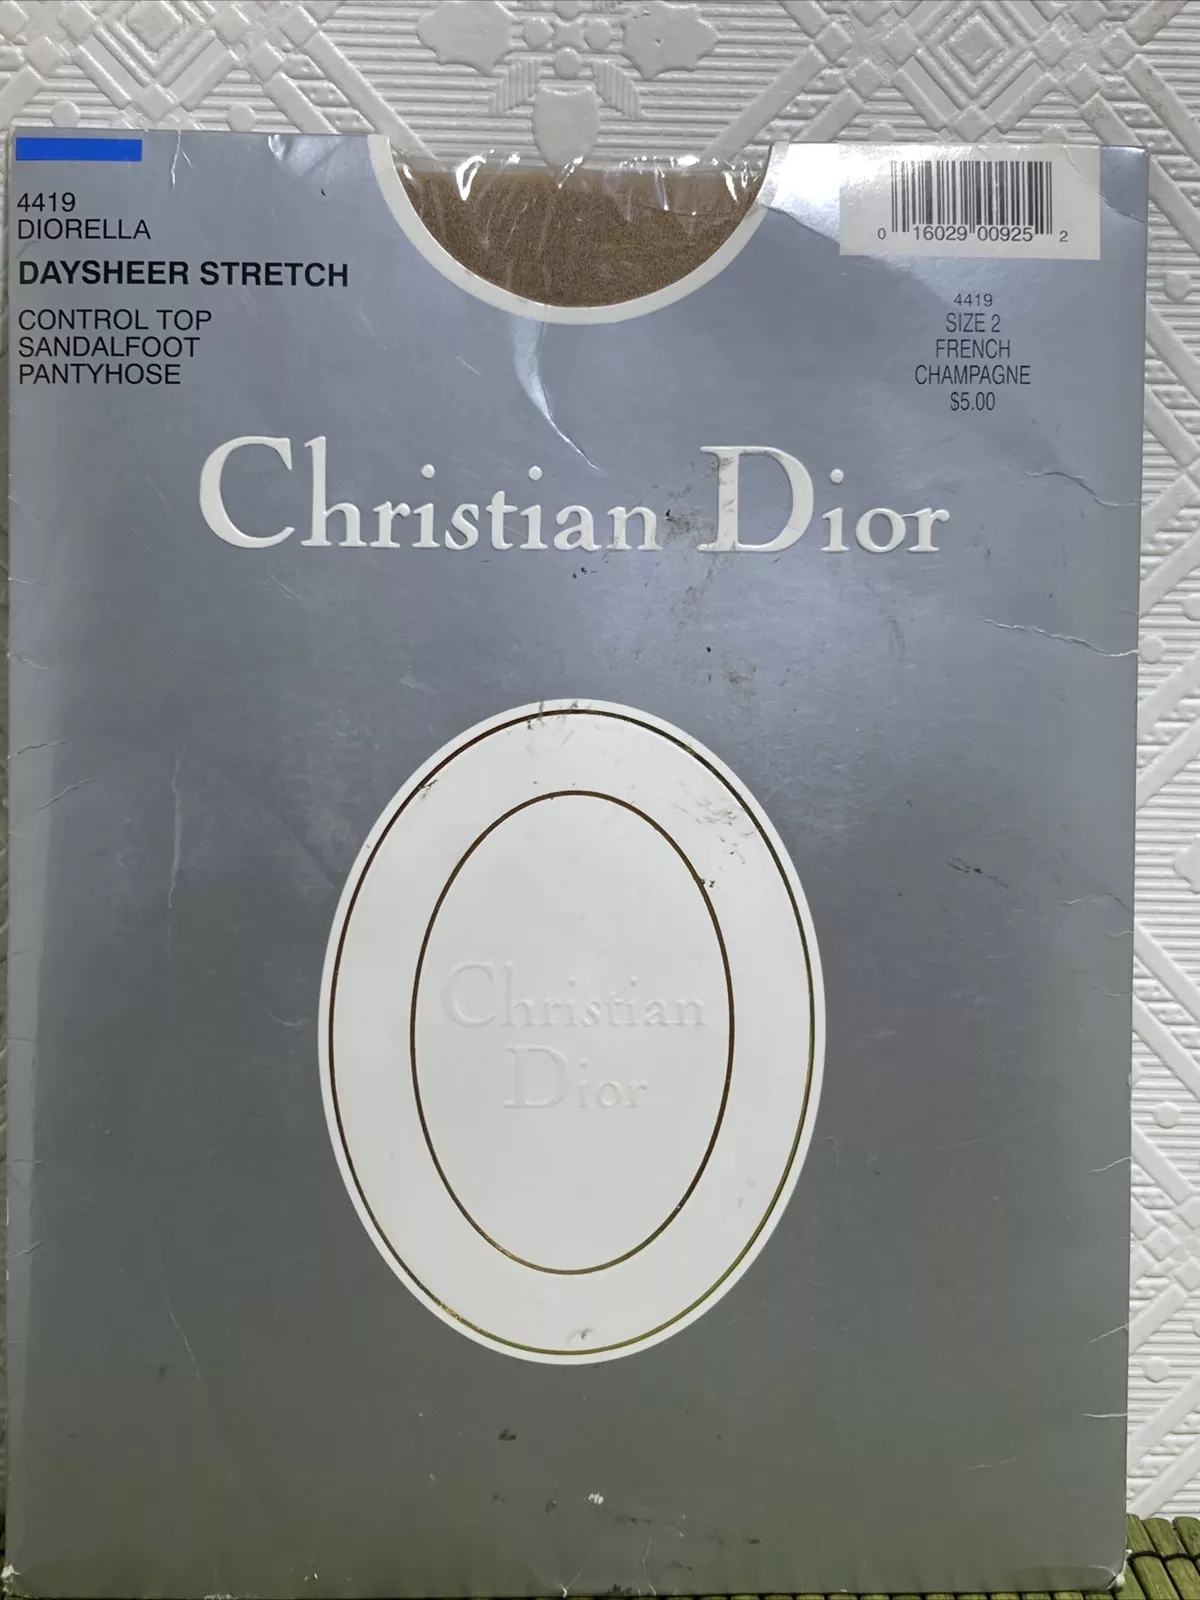 4419
DIORELLA
DAYSHEER STRETCH
CONTROL TOP
SANDALFOOT
PANTYHOSE
0 16029 00925 2
4419
SIZE 2
FRENCH
CHAMPAGNE
$5.00
Christian Dior
Christian
Dior